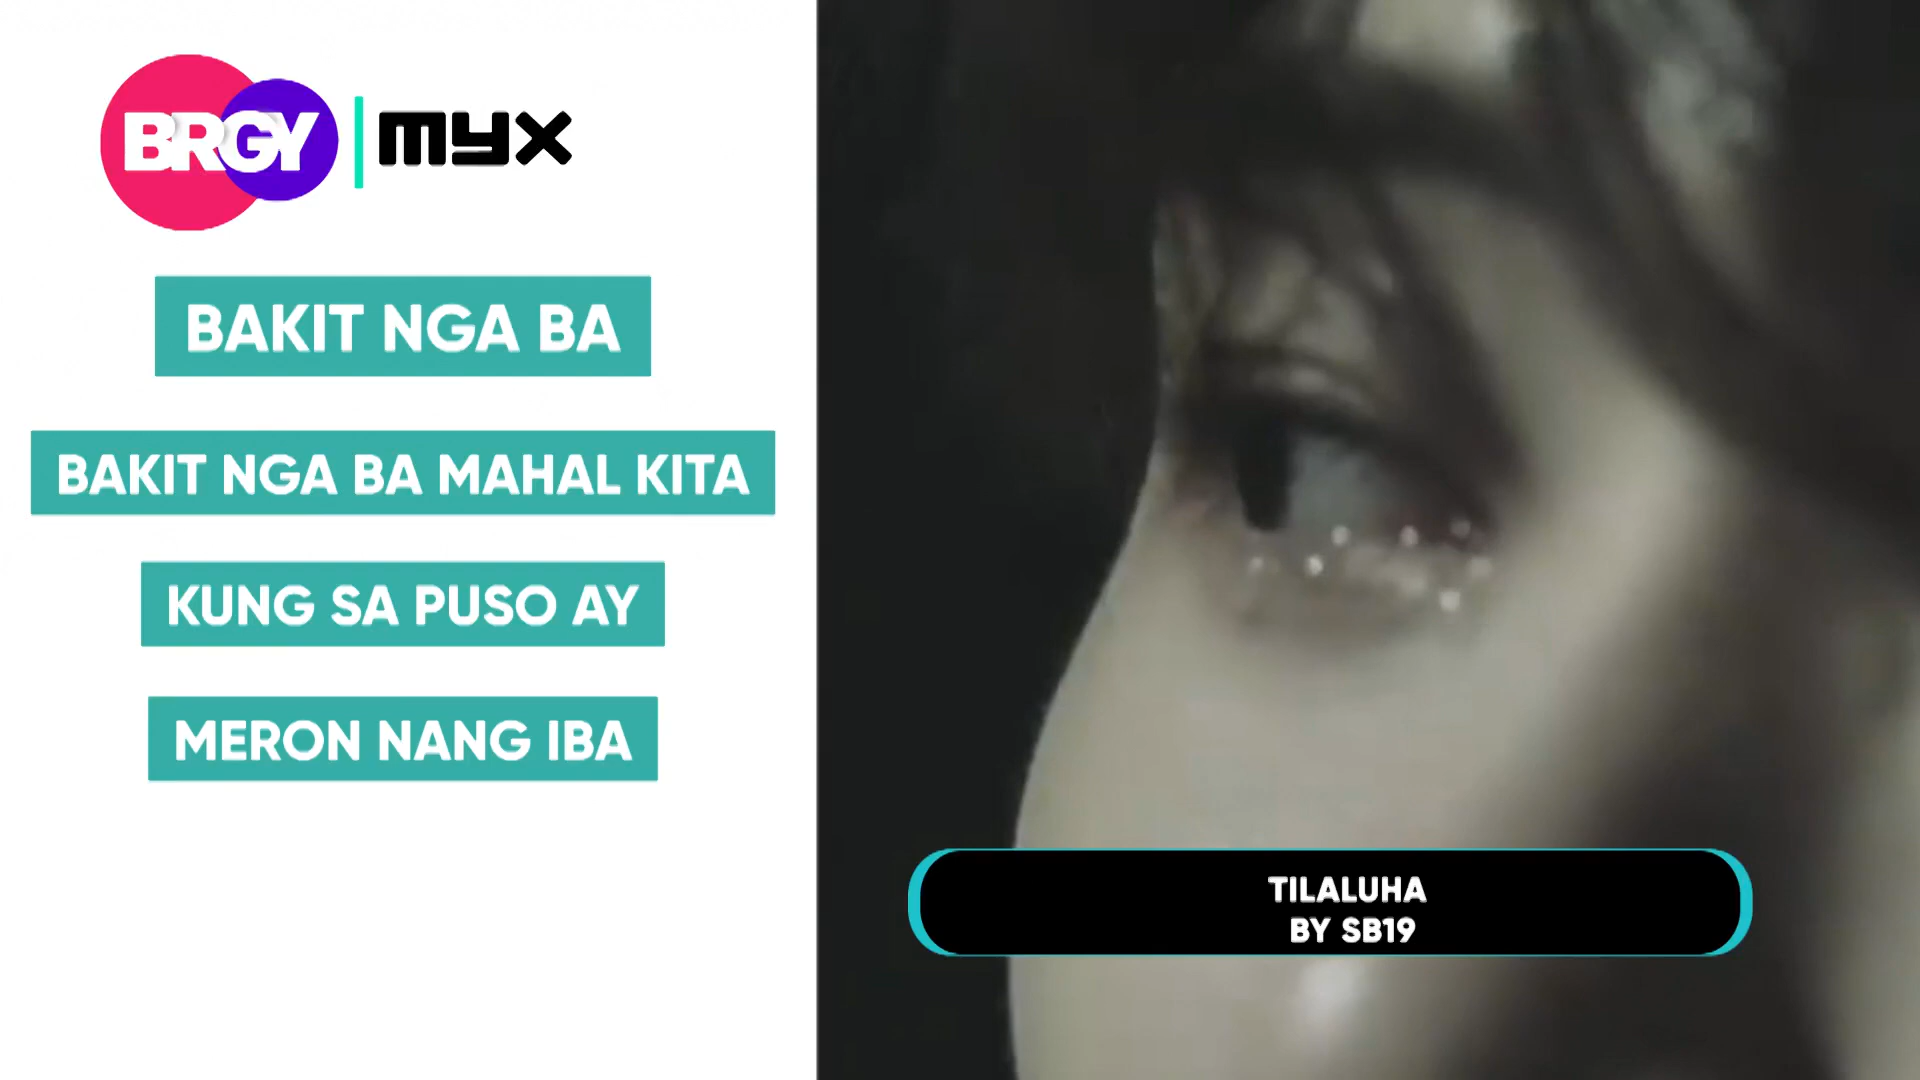 BRGY | myx
BAKIT NGA BA
BAKIT NGA BA MAHAL KITA
KUNG SA PUSO AY
MERON NANG IBA
TILALUHA
BY SB19